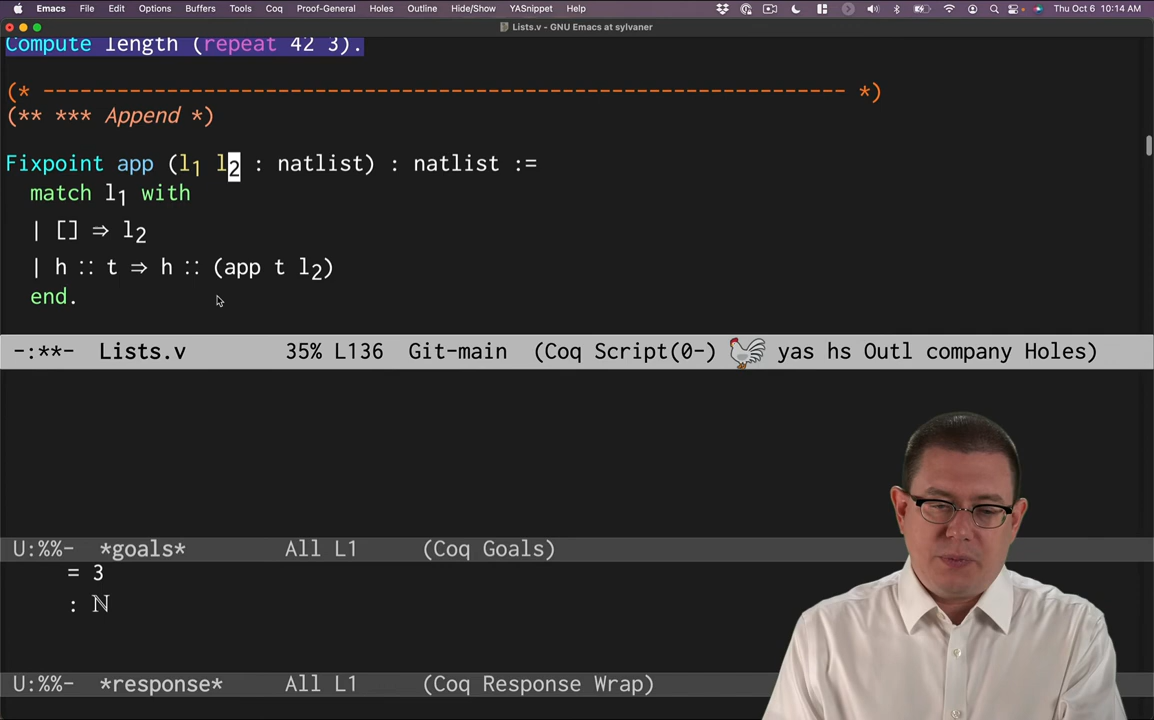 Emacs File Edit Options Buffers Tools Coq Proof-General Holes Outline Hide/Show YASnippet Help Thu Oct 6 10:14 AM
Lists.v - GNU Emacs at sylvaner
Compute length (repeat 42 3).
(* ------------------------------------------------------------------ *)
(** *** Append *)
Fixpoint app (l₁ l₂ : natlist) : natlist :=
match l₁ with
| [] ⇒ l₂
| h :: t ⇒ h :: (app t l₂)
end.
-:**- Lists.v 35% L136 Git-main (Coq Script(0-) yas hs Outl company Holes)
U:%%- *goals* All L1 (Coq Goals)
= 3
: ℕ
U:%%- *response* All L1 (Coq Response Wrap)